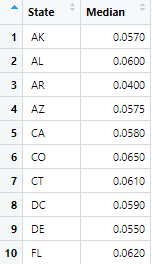 State Median
1 AK 0.0570
2 AL 0.0600
3 AR 0.0400
4 AZ 0.0575
5 CA 0.0580
6 CO 0.0650
7 CT 0.0610
8 DC 0.0590
9 DE 0.0550
10 FL 0.0620